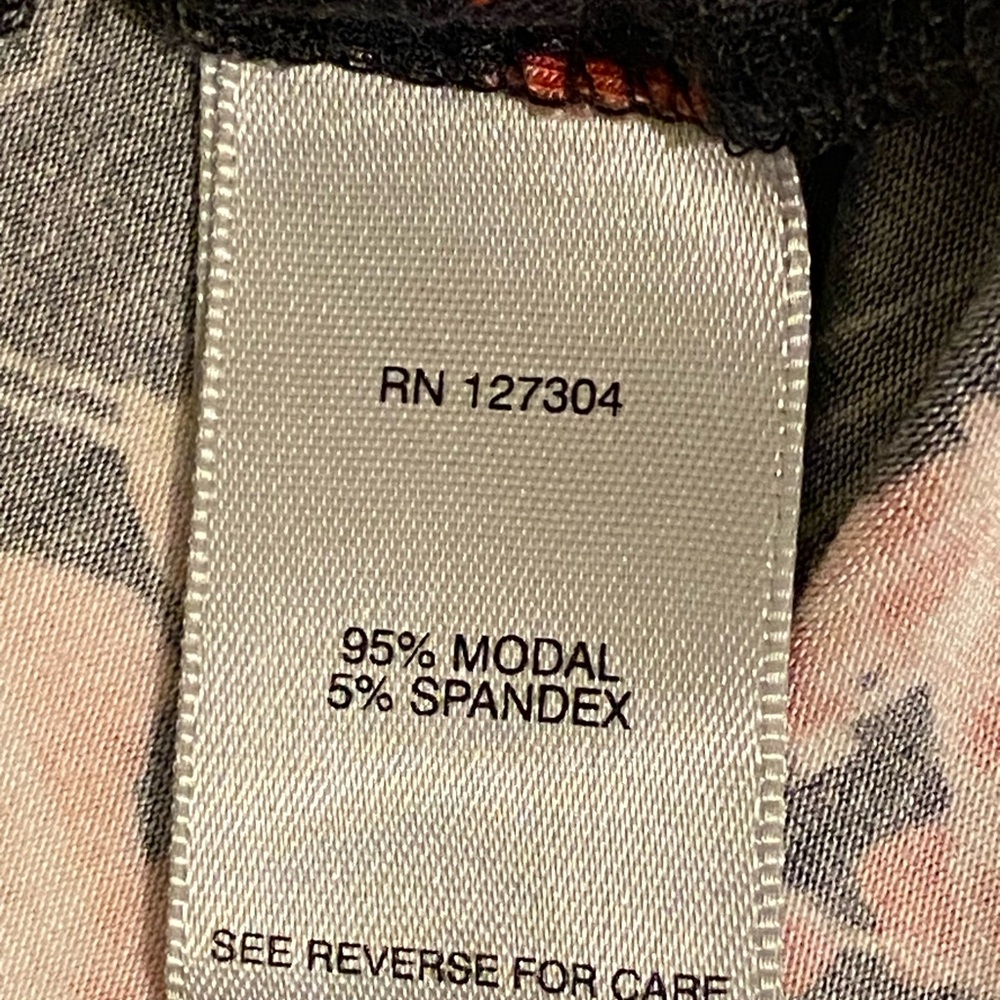 RN 127304
95% MODAL
5% SPANDEX
SEE REVERSE FOR CARE